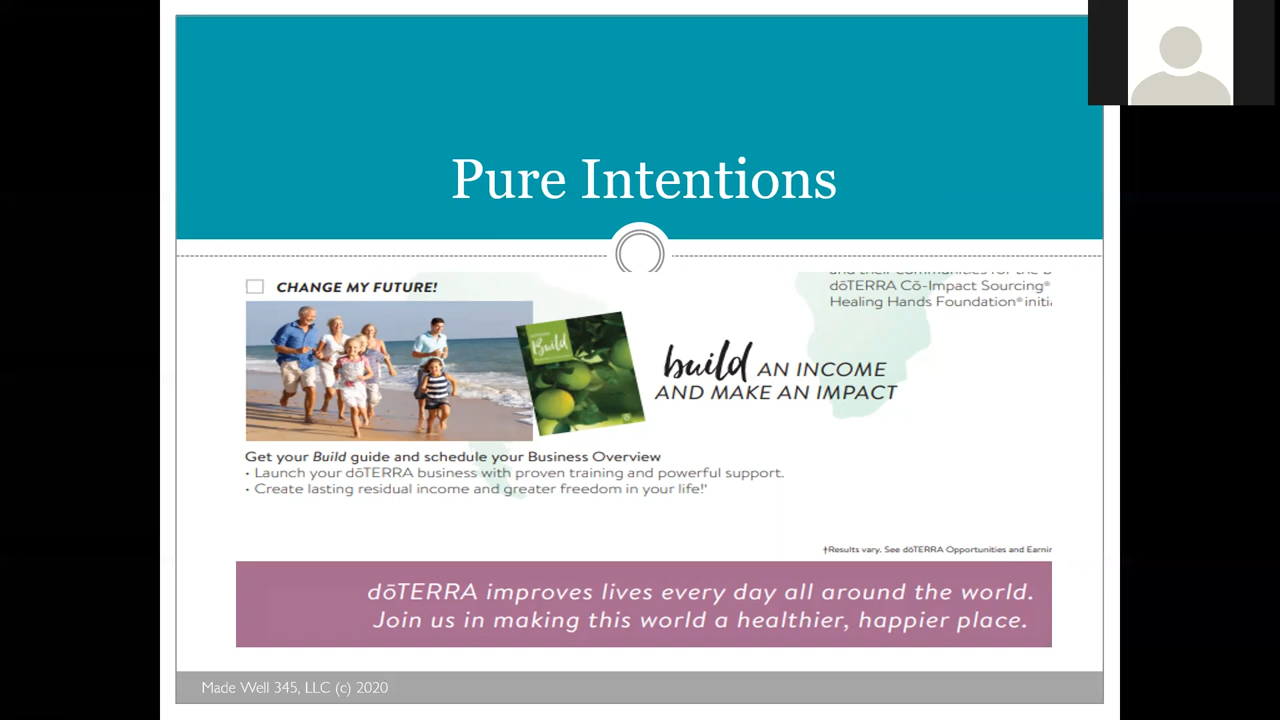 Pure Intentions
CHANGE MY FUTURE!
and their communities for the b
dōTERRA Cō-Impact Sourcing®
Healing Hands Foundation® initi
Build
build AN INCOME
AND MAKE AN IMPACT
Get your Build guide and schedule your Business Overview
• Launch your dōTERRA business with proven training and powerful support.
• Create lasting residual income and greater freedom in your life!†
†Results vary. See dōTERRA Opportunities and Earnin
dōTERRA improves lives every day all around the world.
Join us in making this world a healthier, happier place.
Made Well 345, LLC (c) 2020